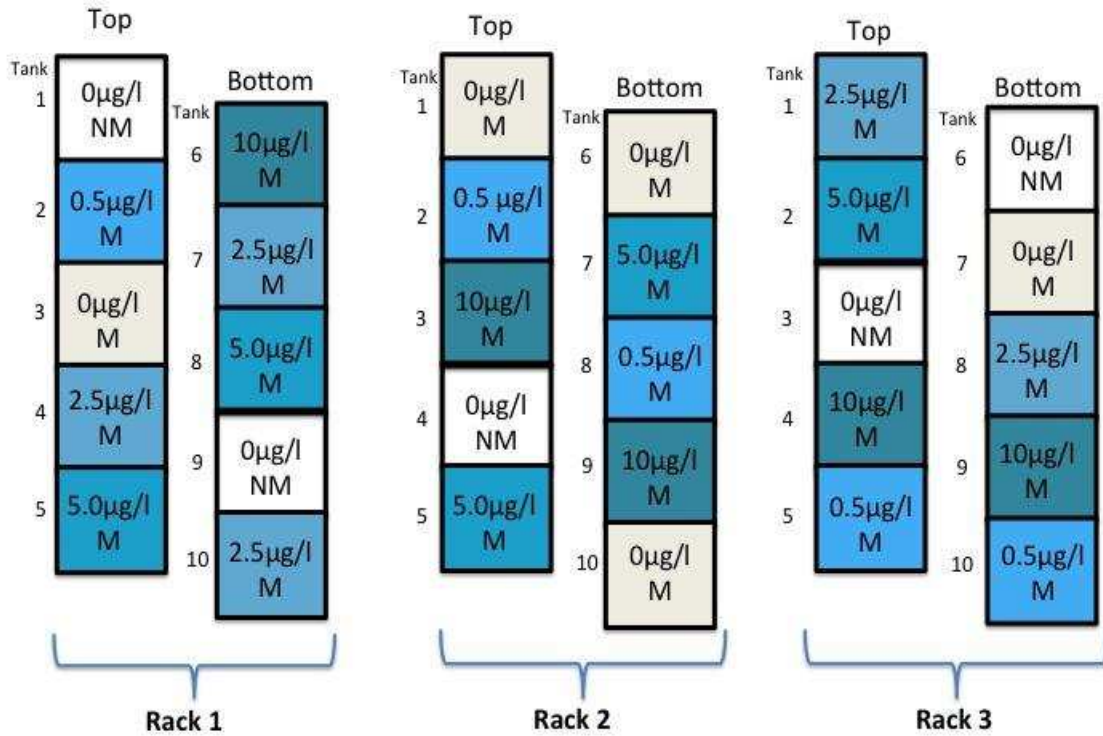 Top
Tank
1
0µg/l
NM
2
0.5µg/l
M
3
0µg/l
M
4
2.5µg/l
M
5
5.0µg/l
M
Bottom
Tank
6
10µg/l
M
7
2.5µg/l
M
8
5.0µg/l
M
9
0µg/l
NM
10
2.5µg/l
M
Rack 1
Top
Tank
1
0µg/l
M
2
0.5 µg/l
M
3
10µg/l
M
4
0µg/l
NM
5
5.0µg/l
M
Bottom
Tank
6
0µg/l
M
7
5.0µg/l
M
8
0.5µg/l
M
9
10µg/l
M
10
0µg/l
M
Rack 2
Top
Tank
1
2.5µg/l
M
2
5.0µg/l
M
3
0µg/l
NM
4
10µg/l
M
5
0.5µg/l
M
Bottom
Tank
6
0µg/l
NM
7
0µg/l
M
8
2.5µg/l
M
9
10µg/l
M
10
0.5µg/l
M
Rack 3